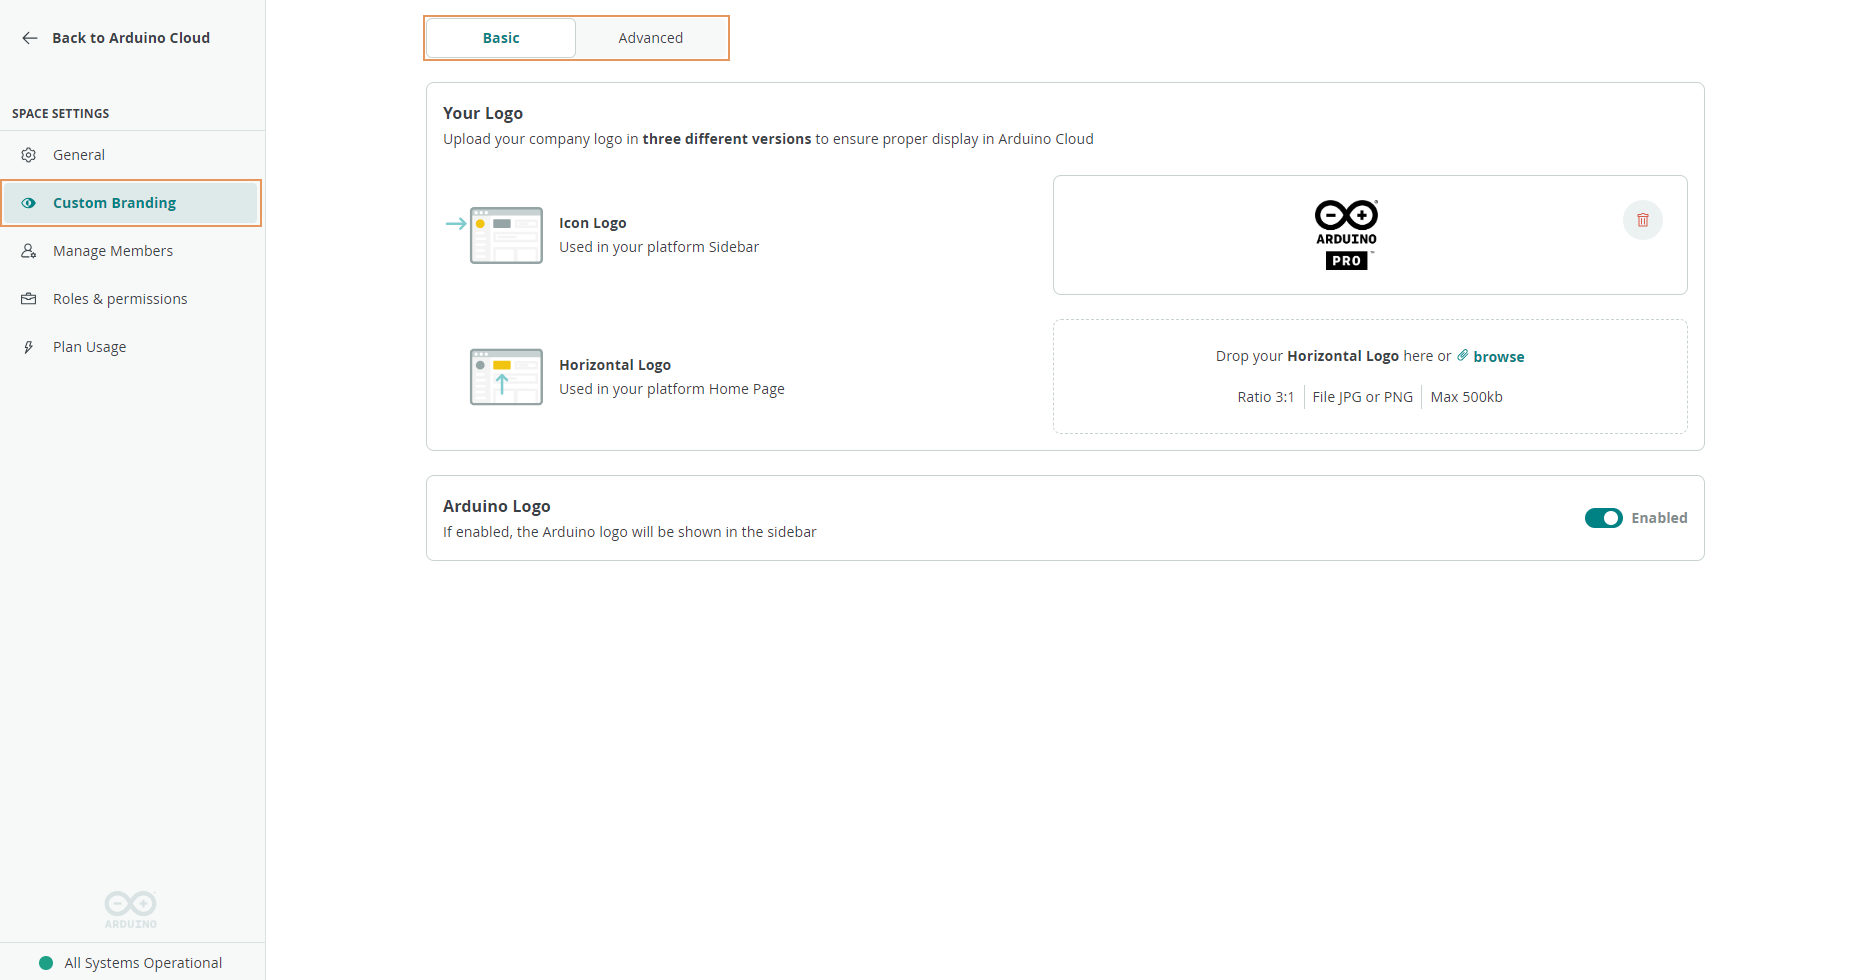 Back to Arduino Cloud
SPACE SETTINGS
General
Custom Branding
Manage Members
Roles & permissions
Plan Usage
ARDUINO
All Systems Operational
Basic
Advanced
Your Logo
Upload your company logo in three different versions to ensure proper display in Arduino Cloud
Icon Logo
Used in your platform Sidebar
ARDUINO
PRO
Horizontal Logo
Used in your platform Home Page
Drop your Horizontal Logo here or browse
Ratio 3:1 File JPG or PNG Max 500kb
Arduino Logo
If enabled, the Arduino logo will be shown in the sidebar
Enabled